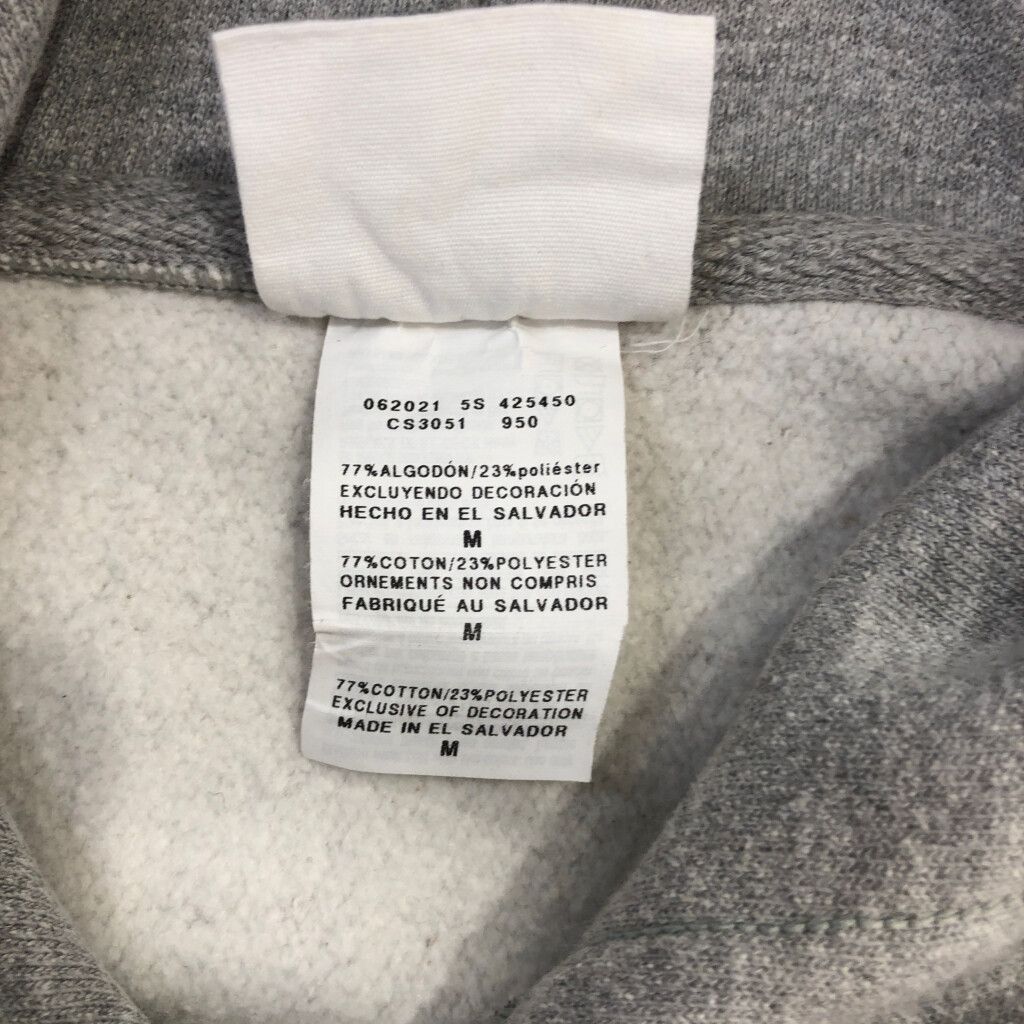 062021 5S 425450
CS3051 950
77%ALGODÓN/23%poliéster
EXCLUYENDO DECORACIÓN
HECHO EN EL SALVADOR
M
77%COTON/23%POLYESTER
ORNEMENTS NON COMPRIS
FABRIQUÉ AU SALVADOR
M
77%COTTON/23%POLYESTER
EXCLUSIVE OF DECORATION
MADE IN EL SALVADOR
M